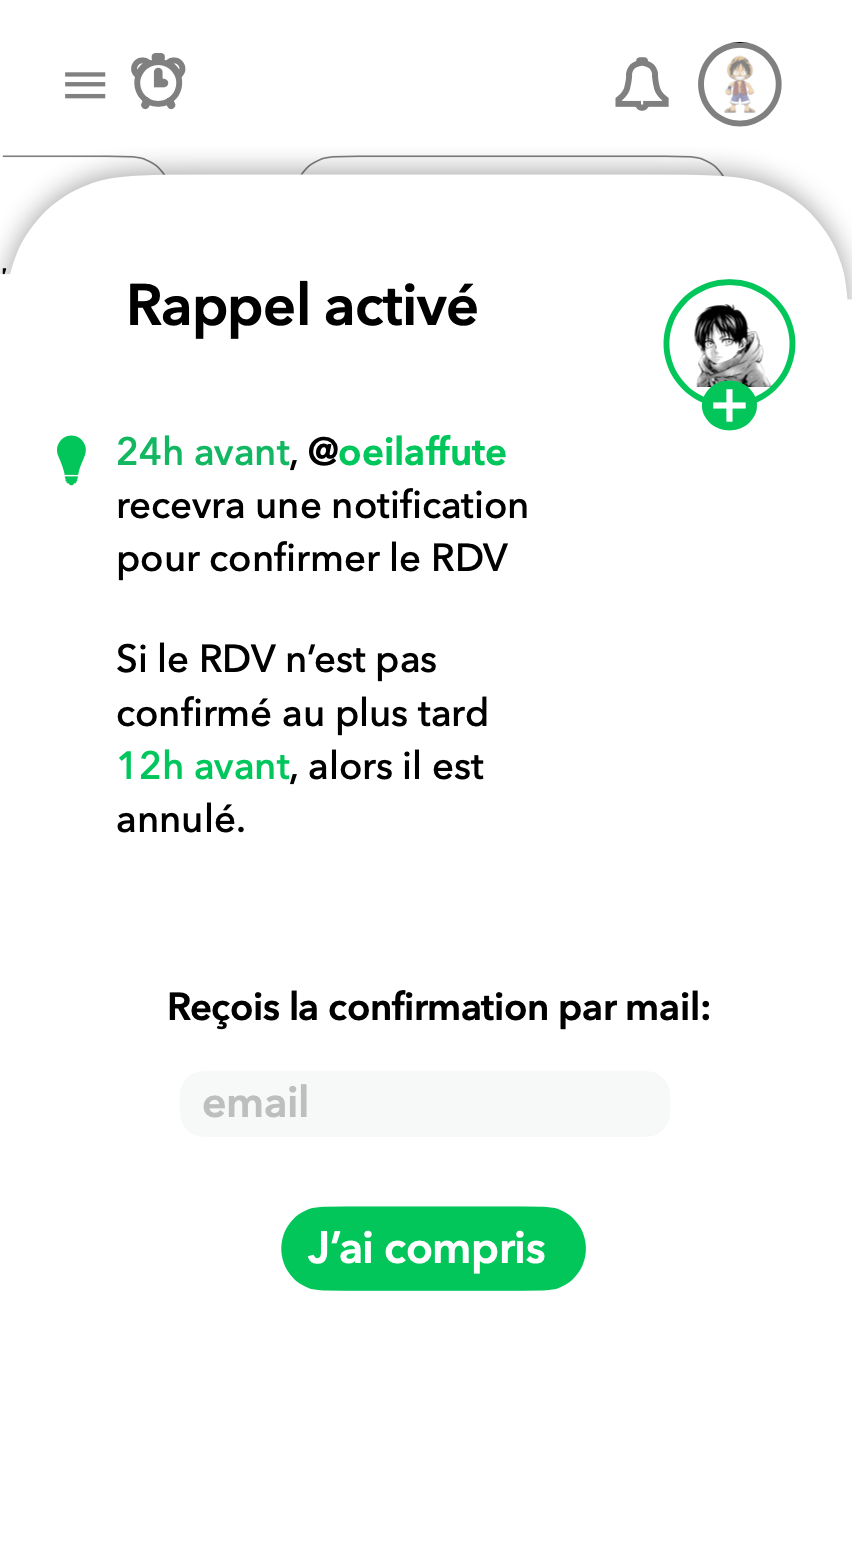 Rappel activé
24h avant, @oeilaffute
recevra une notification
pour confirmer le RDV
Si le RDV n’est pas
confirmé au plus tard
12h avant, alors il est
annulé.
Reçois la confirmation par mail:
email
J’ai compris